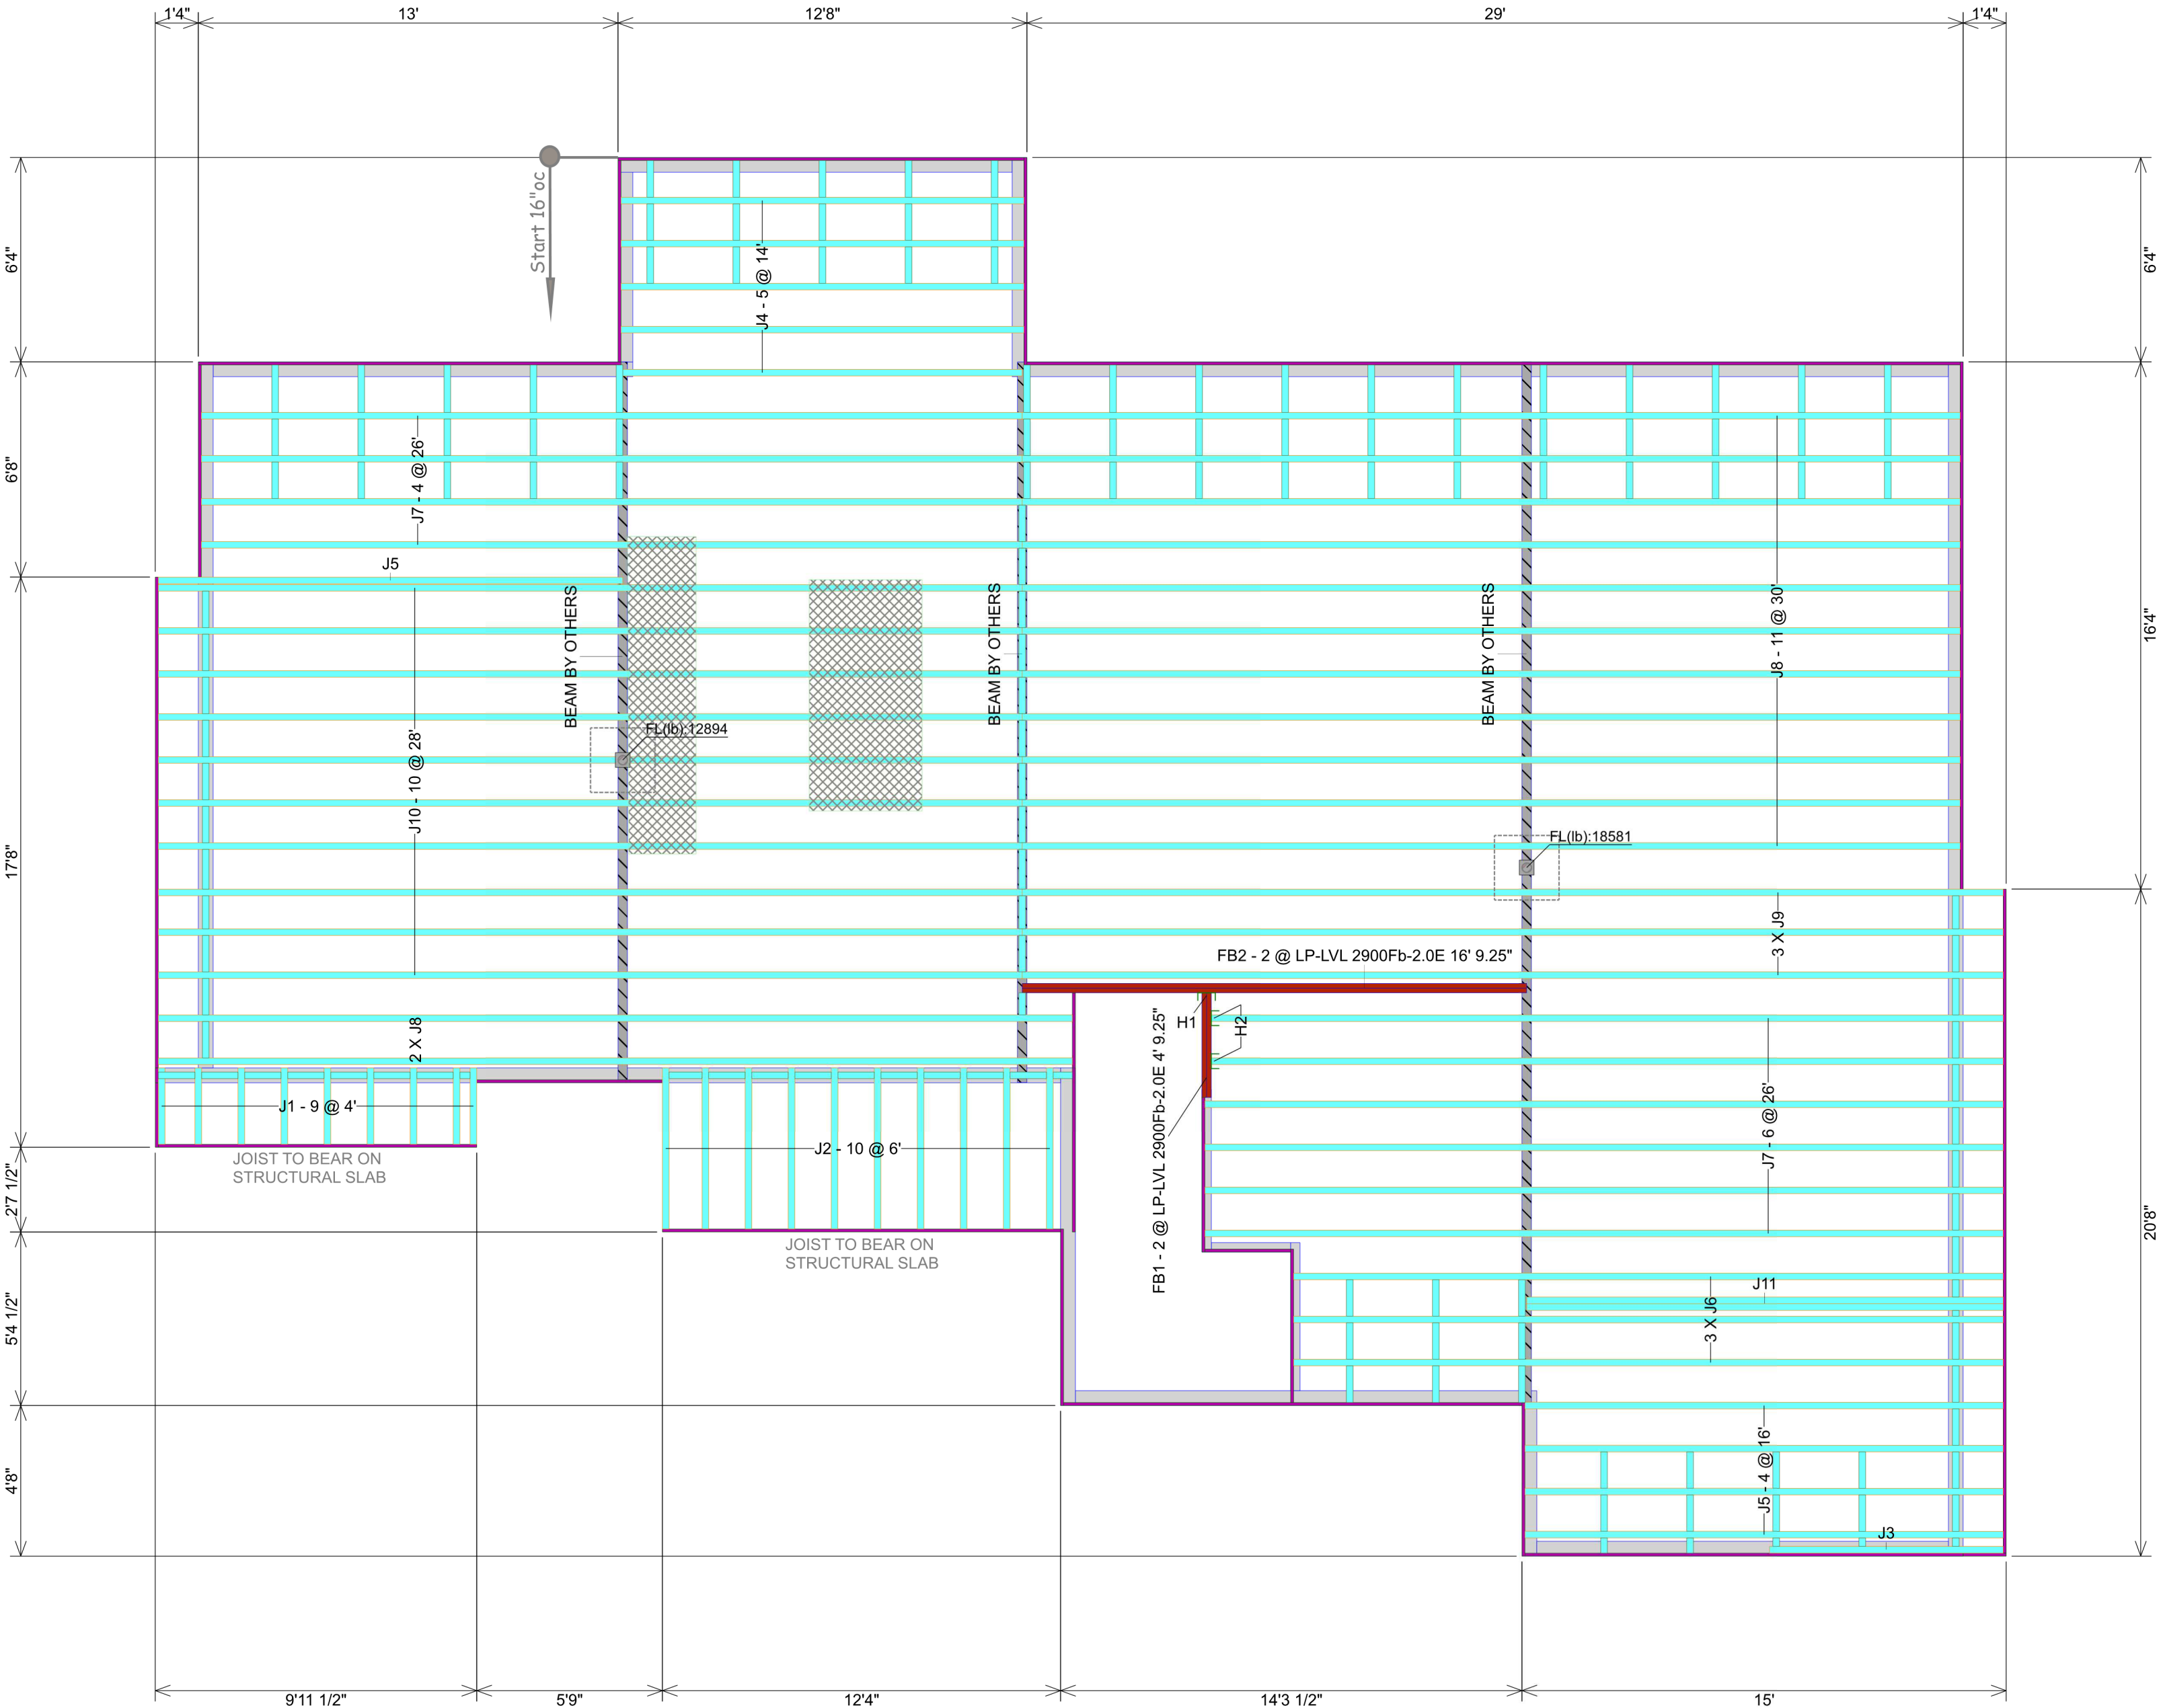 1'4"
13'
12'8"
29'
1'4"
Start 16"oc
6'4"
6'4"
J4 - 5 @ 14'
6'8"
J7 - 4 @ 26'
J5
BEAM BY OTHERS
BEAM BY OTHERS
BEAM BY OTHERS
J8 - 11 @ 30'
16'4"
FL(lb):12894
J10 - 10 @ 28'
FL(lb):18581
17'8"
3 X J9
FB2 - 2 @ LP-LVL 2900Fb-2.0E 16' 9.25"
H1
H2
2 X J8
FB1 - 2 @ LP-LVL 2900Fb-2.0E 4' 9.25"
J1 - 9 @ 4'
J7 - 6 @ 26'
J2 - 10 @ 6'
JOIST TO BEAR ON
STRUCTURAL SLAB
2'7 1/2"
JOIST TO BEAR ON
STRUCTURAL SLAB
20'8"
J11
3 X J6
5'4 1/2"
4'8"
J5 - 4 @ 16'
J3
9'11 1/2"
5'9"
12'4"
14'3 1/2"
15'